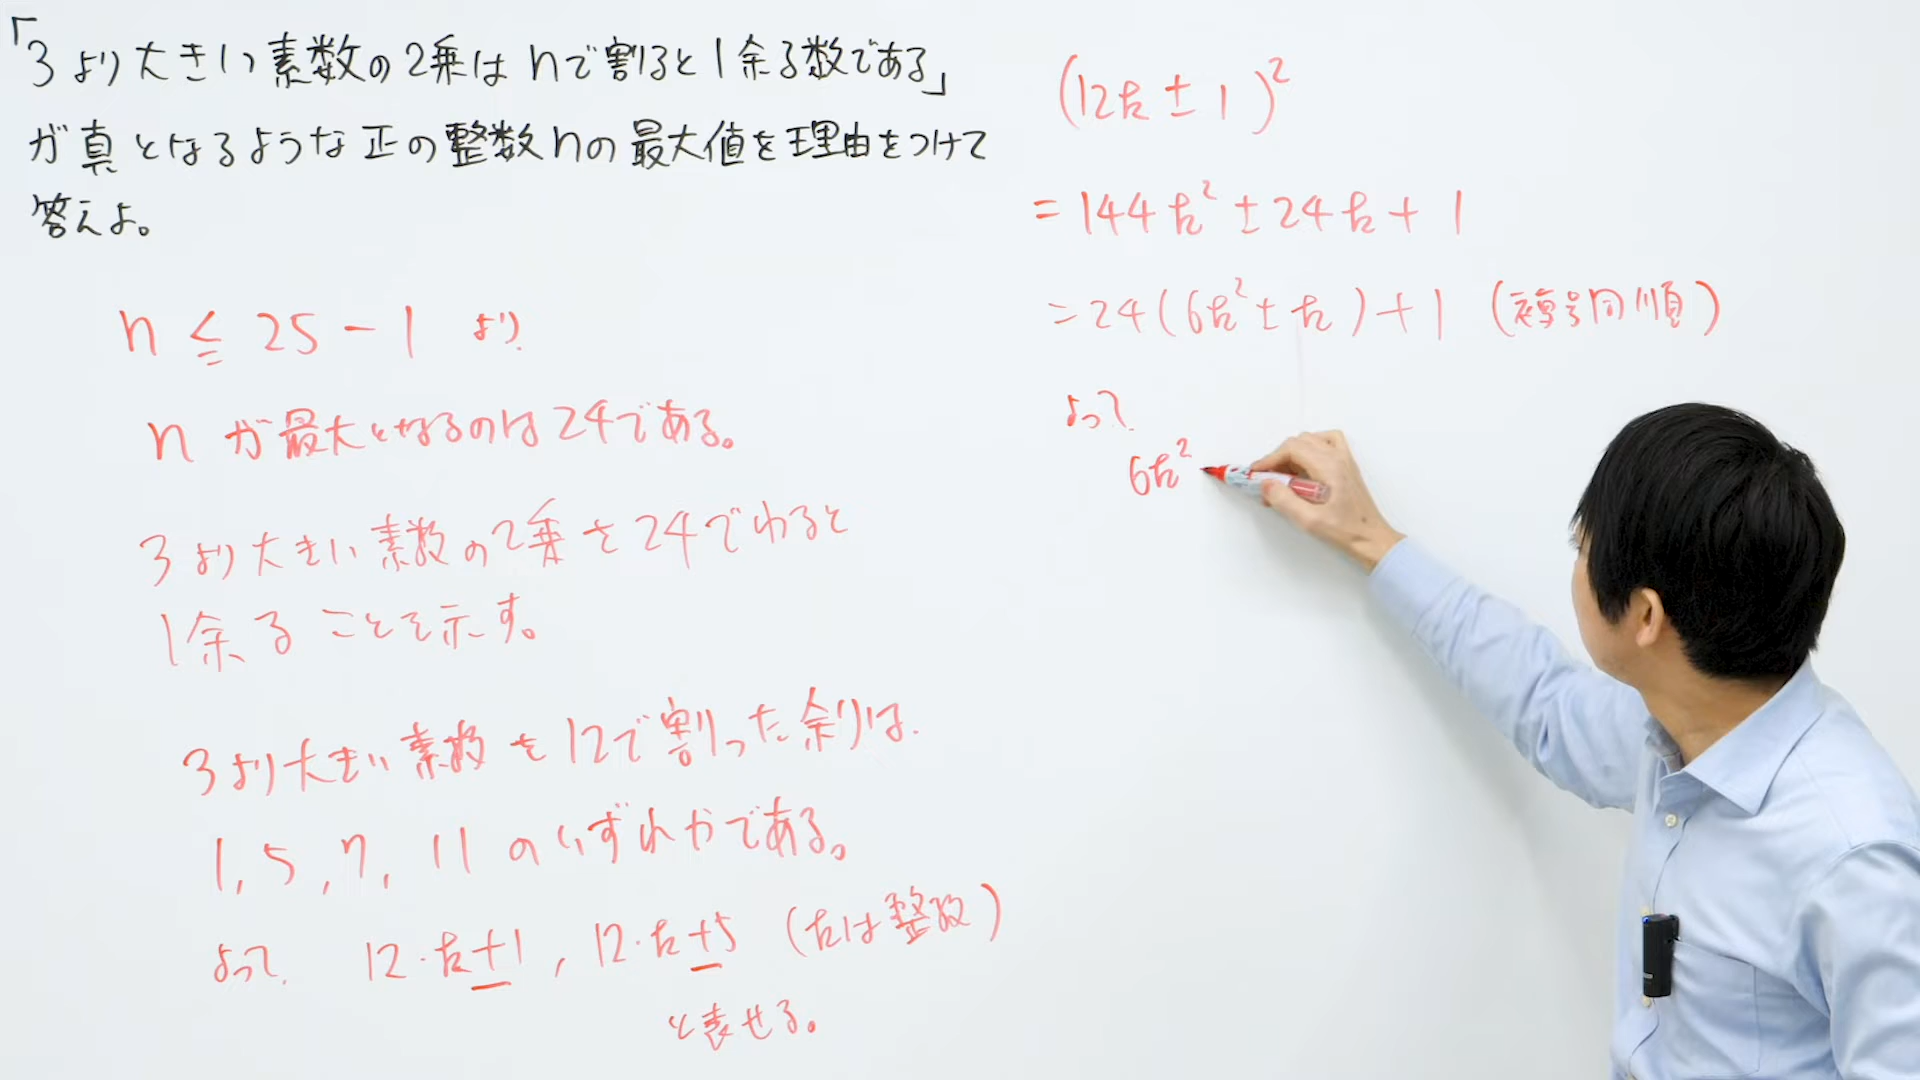 「3より大きい素数の2乗はnで割ると1余る数である」
が真となるような正の整数nの最大値を理由をつけて
答えよ。
n ≦ 25 - 1 より
n が最大となるのは24である。
3より大きい素数の2乗を24でわると
1余ることを示す。
3より大きい素数を12で割った余りは、
1, 5, 7, 11 のいずれかである。
よって、 12・k+1 , 12・k+5 (kは整数)
と表せる。
(12k ± 1)²
= 144k² ± 24k + 1
= 24(6k² ± k) + 1 (複号同順)
よって、
6k²